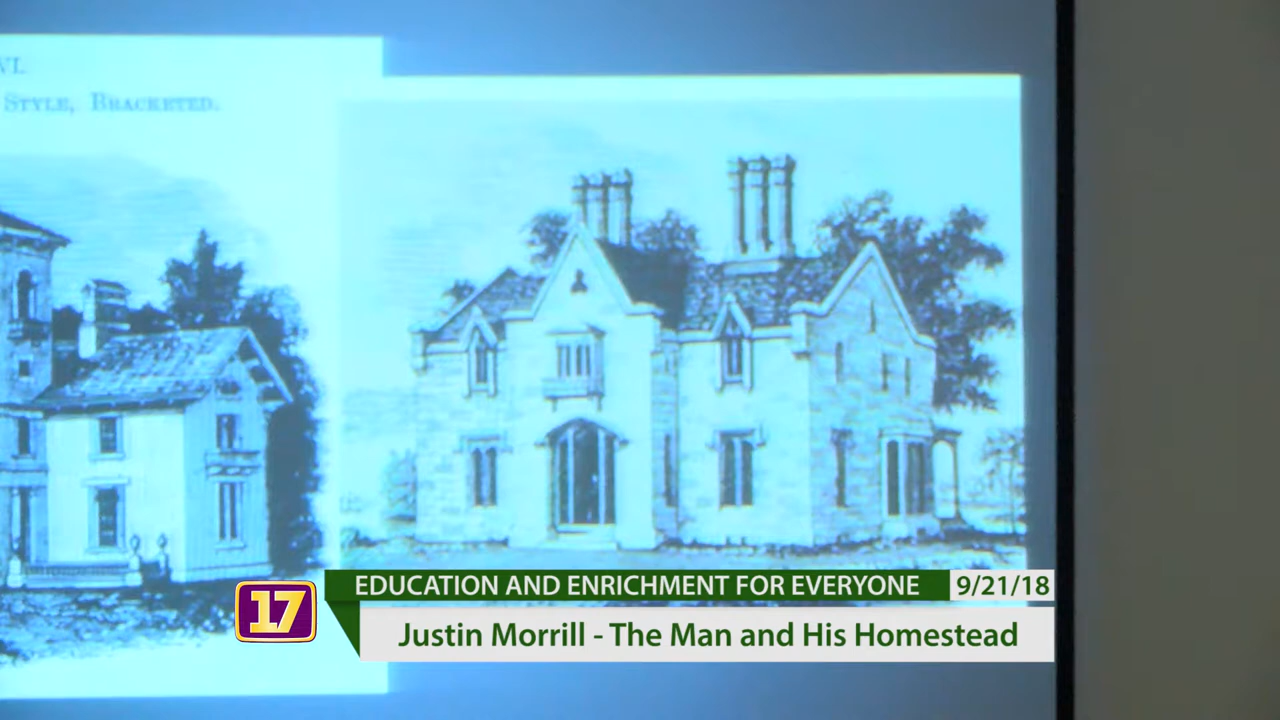 VI.
STYLE, BRACKETED.
17
EDUCATION AND ENRICHMENT FOR EVERYONE
9/21/18
Justin Morrill - The Man and His Homestead